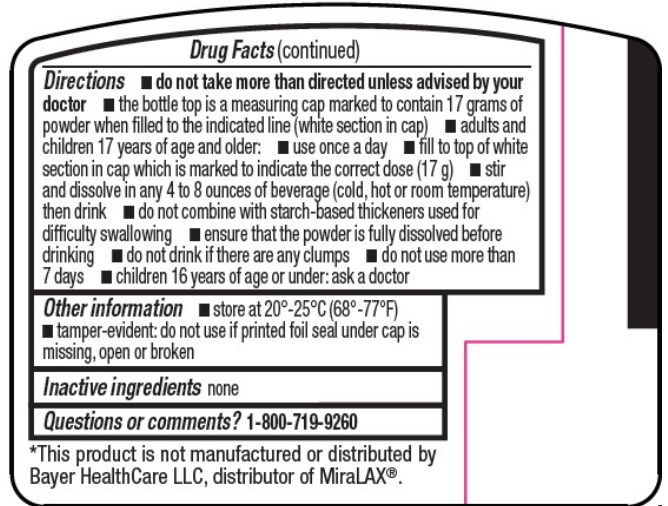 Drug Facts (continued)
Directions ■ do not take more than directed unless advised by your
doctor ■ the bottle top is a measuring cap marked to contain 17 grams of
powder when filled to the indicated line (white section in cap) ■ adults and
children 17 years of age and older: ■ use once a day ■ fill to top of white
section in cap which is marked to indicate the correct dose (17 g) ■ stir
and dissolve in any 4 to 8 ounces of beverage (cold, hot or room temperature)
then drink ■ do not combine with starch-based thickeners used for
difficulty swallowing ■ ensure that the powder is fully dissolved before
drinking ■ do not drink if there are any clumps ■ do not use more than
7 days ■ children 16 years of age or under: ask a doctor
Other information ■ store at 20°-25°C (68°-77°F)
■ tamper-evident: do not use if printed foil seal under cap is
missing, open or broken
Inactive ingredients none
Questions or comments? 1-800-719-9260
*This product is not manufactured or distributed by
Bayer HealthCare LLC, distributor of MiraLAX®.